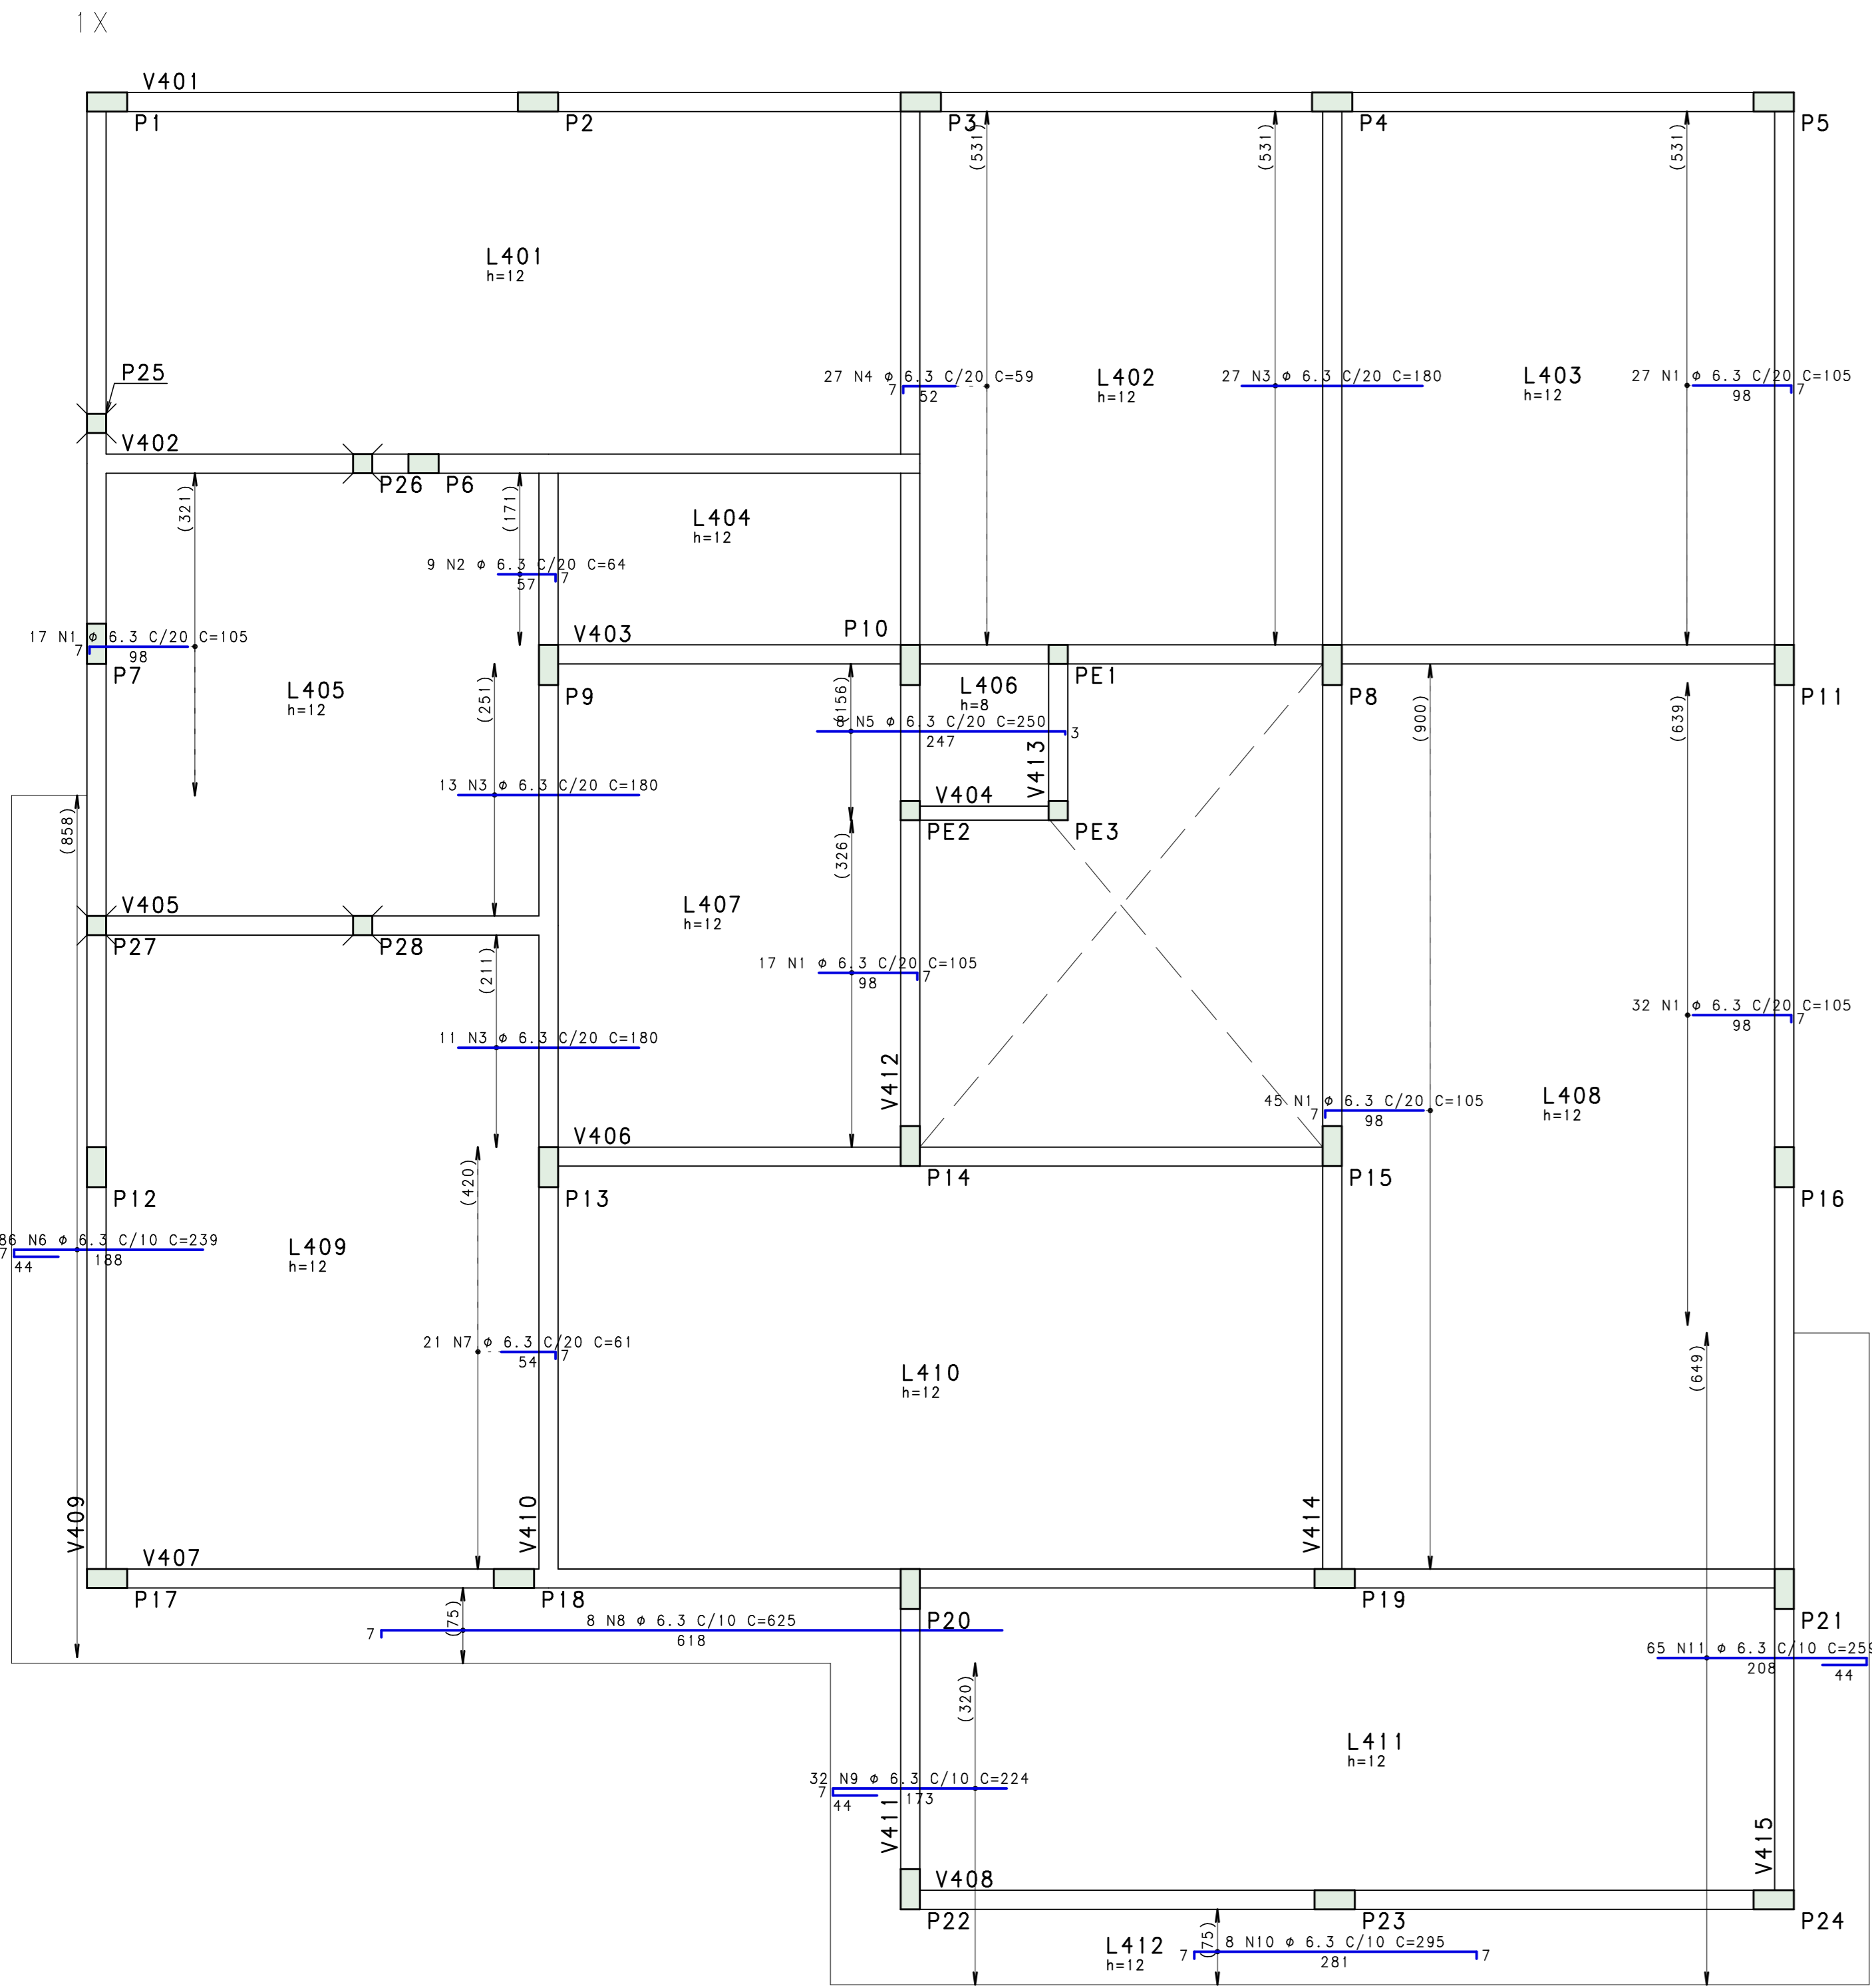 1X
V401
P1
P2
P3
P4
P5
(531)
(531)
(531)
L401
h=12
P25
27 N4 φ 6.3 C/20 C=59
7
52
L402
h=12
27 N3 φ 6.3 C/20 C=180
L403
h=12
27 N1 φ 6.3 C/20 C=105
98
7
V402
P26
P6
(321)
(171)
L404
h=12
9 N2 φ 6.3 C/20 C=64
57
7
17 N1 φ 6.3 C/20 C=105
7
98
P7
V403
P10
P9
PE1
P8
P11
L405
h=12
(251)
(156)
L406
h=8
8 N5 φ 6.3 C/20 C=250
247
3
V413
(900)
(639)
13 N3 φ 6.3 C/20 C=180
V404
PE2
PE3
(858)
(326)
V405
P27
P28
L407
h=12
(211)
17 N1 φ 6.3 C/20 C=105
98
7
32 N1 φ 6.3 C/20 C=105
98
7
11 N3 φ 6.3 C/20 C=180
V412
45 N1 φ 6.3 C/20 C=105
7
98
L408
h=12
V406
(420)
P12
P13
P14
P15
P16
86 N6 φ 6.3 C/10 C=239
7
44
188
L409
h=12
21 N7 φ 6.3 C/20 C=61
54
7
L410
h=12
(649)
V409
V410
V414
V407
P17
P18
P19
P20
P21
(75)
8 N8 φ 6.3 C/10 C=625
7
618
65 N11 φ 6.3 C/10 C=259
208
44
(320)
L411
h=12
32 N9 φ 6.3 C/10 C=224
7
44
173
V411
V415
V408
P22
P23
P24
(75)
L412
h=12
8 N10 φ 6.3 C/10 C=295
7
281
7